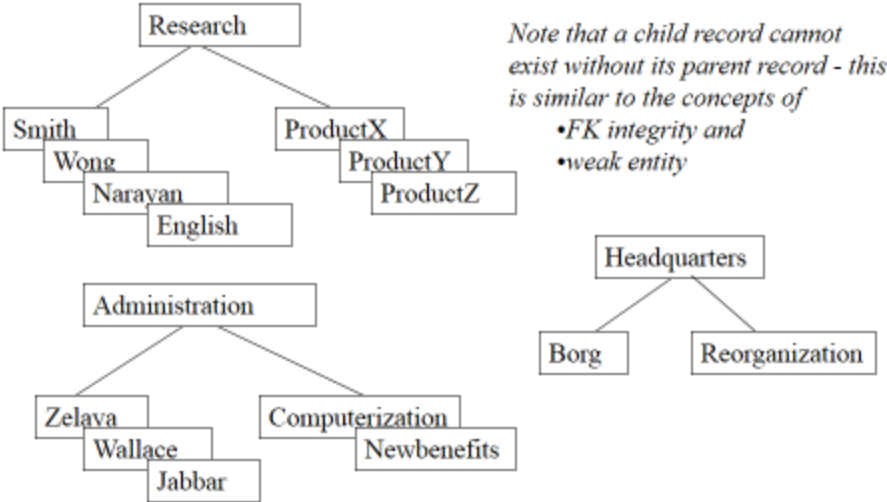 Research
Note that a child record cannot
exist without its parent record - this
is similar to the concepts of
•FK integrity and
•weak entity
Smith
Wong
Narayan
English
ProductX
ProductY
ProductZ
Headquarters
Borg
Reorganization
Administration
Zelaya
Wallace
Jabbar
Computerization
Newbenefits